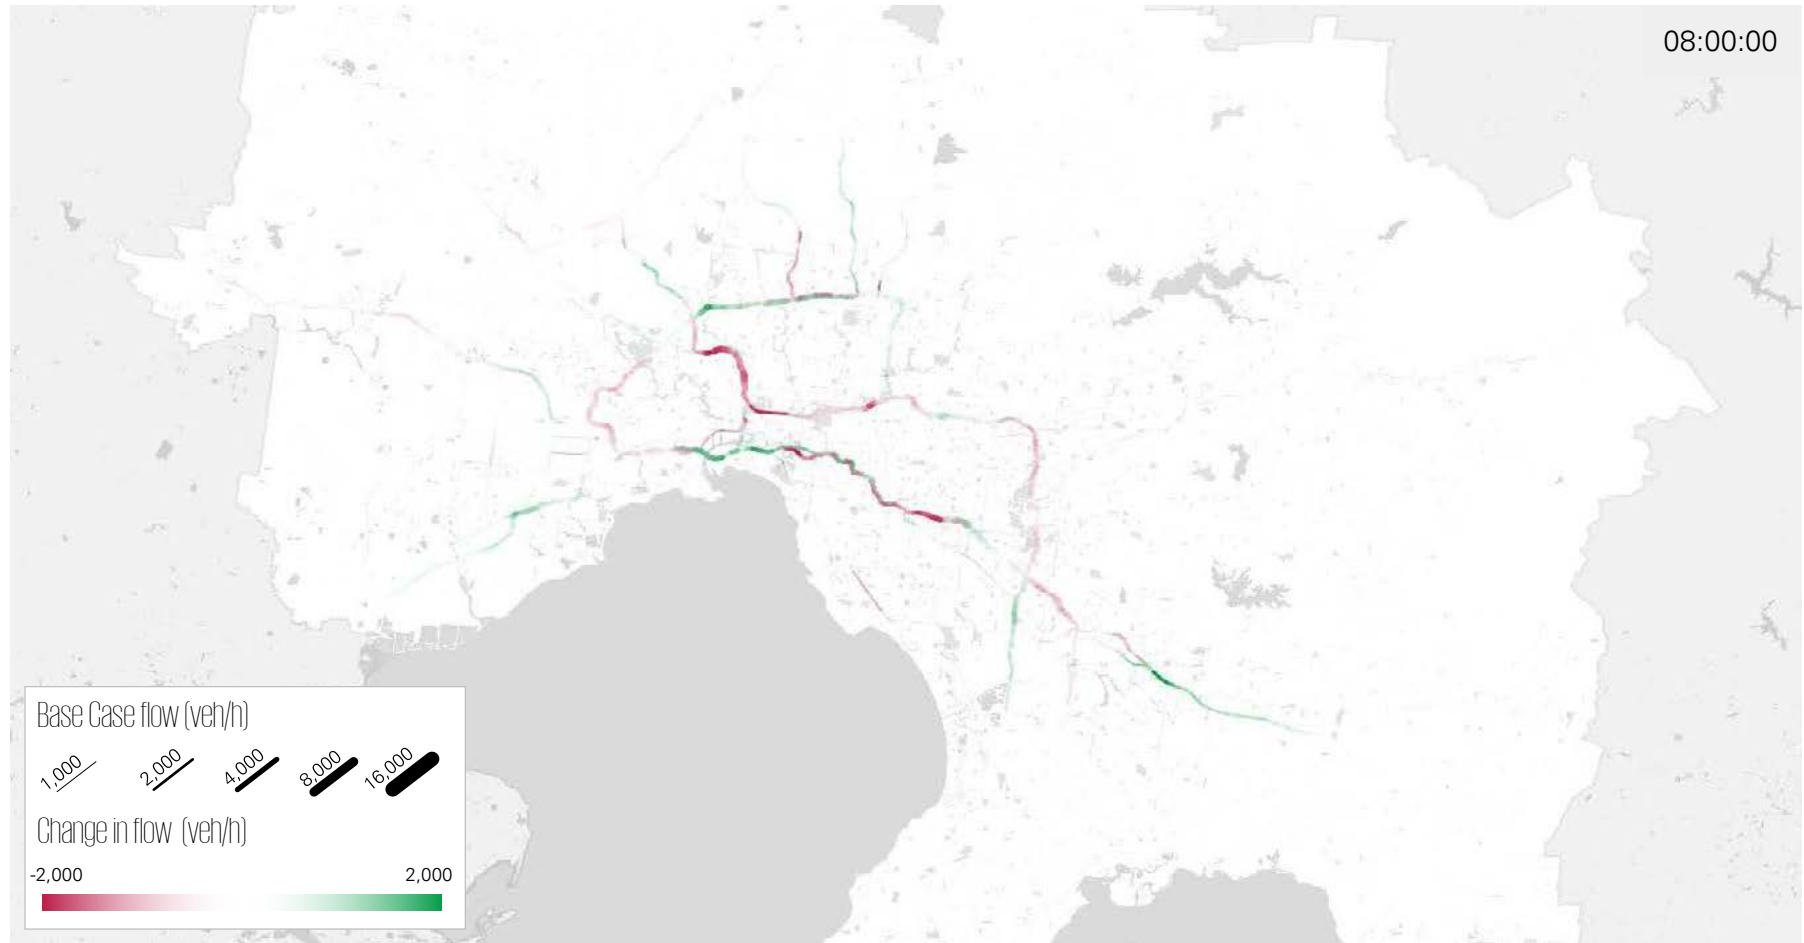 08:00:00
Base Case flow (veh/h)
1,000 2,000 4,000 8,000 16,000
Change in flow (veh/h)
-2,000 2,000